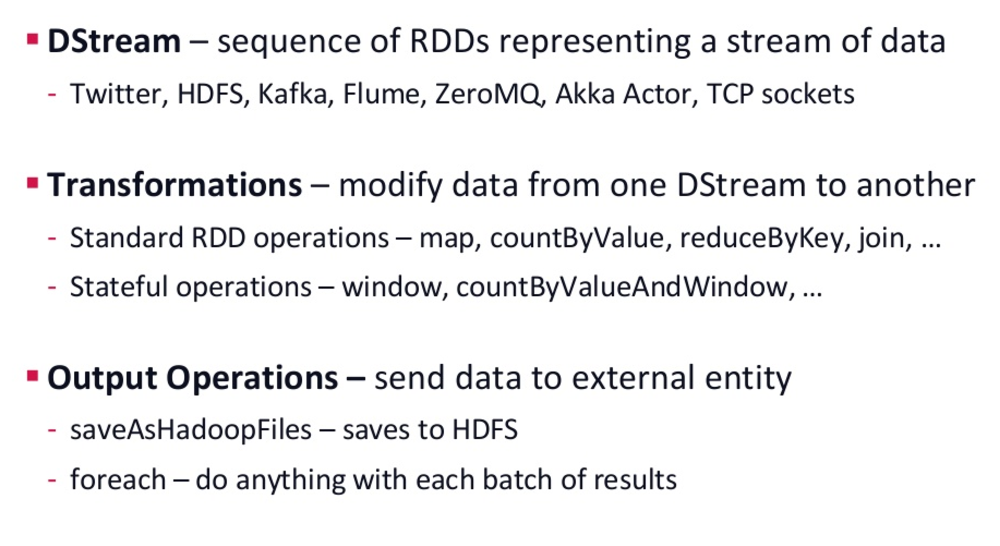 ▪ DStream – sequence of RDDs representing a stream of data
- Twitter, HDFS, Kafka, Flume, ZeroMQ, Akka Actor, TCP sockets
▪ Transformations – modify data from one DStream to another
- Standard RDD operations – map, countByValue, reduceByKey, join, ...
- Stateful operations – window, countByValueAndWindow, ...
▪ Output Operations – send data to external entity
- saveAsHadoopFiles – saves to HDFS
- foreach – do anything with each batch of results